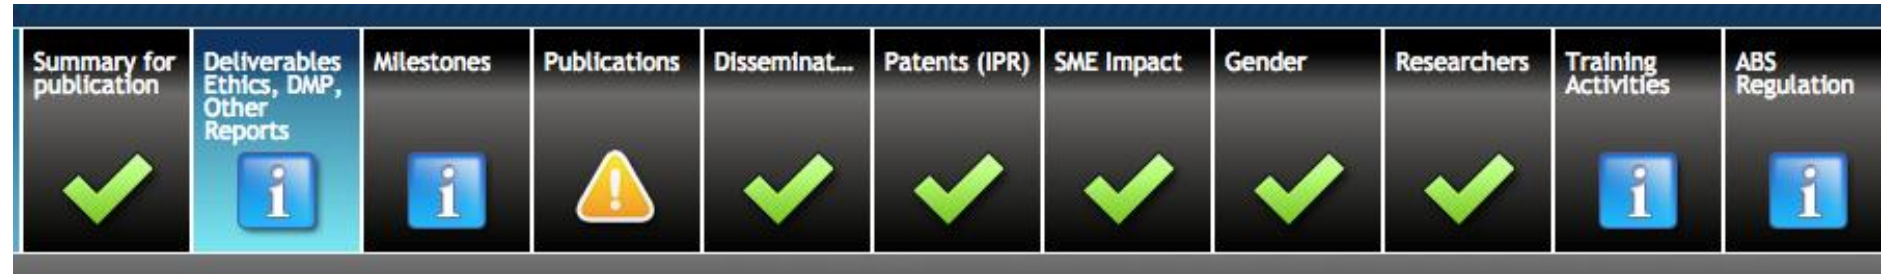 Summary for
publication
Deliverables
Ethics, DMP,
Other
Reports
Milestones
Publications
Disseminat...
Patents (IPR)
SME Impact
Gender
Researchers
Training
Activities
ABS
Regulation